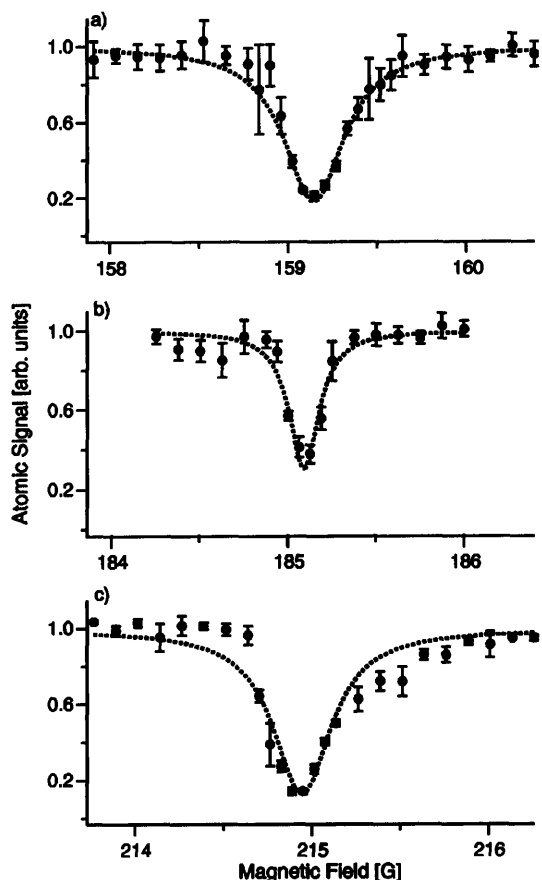 a)
1.0
0.6
0.2
158 159 160
b)
1.0
0.6
0.2
184 185 186
c)
1.0
0.6
0.2
214 215 216
Atomic Signal [arb. units]
Magnetic Field [G]